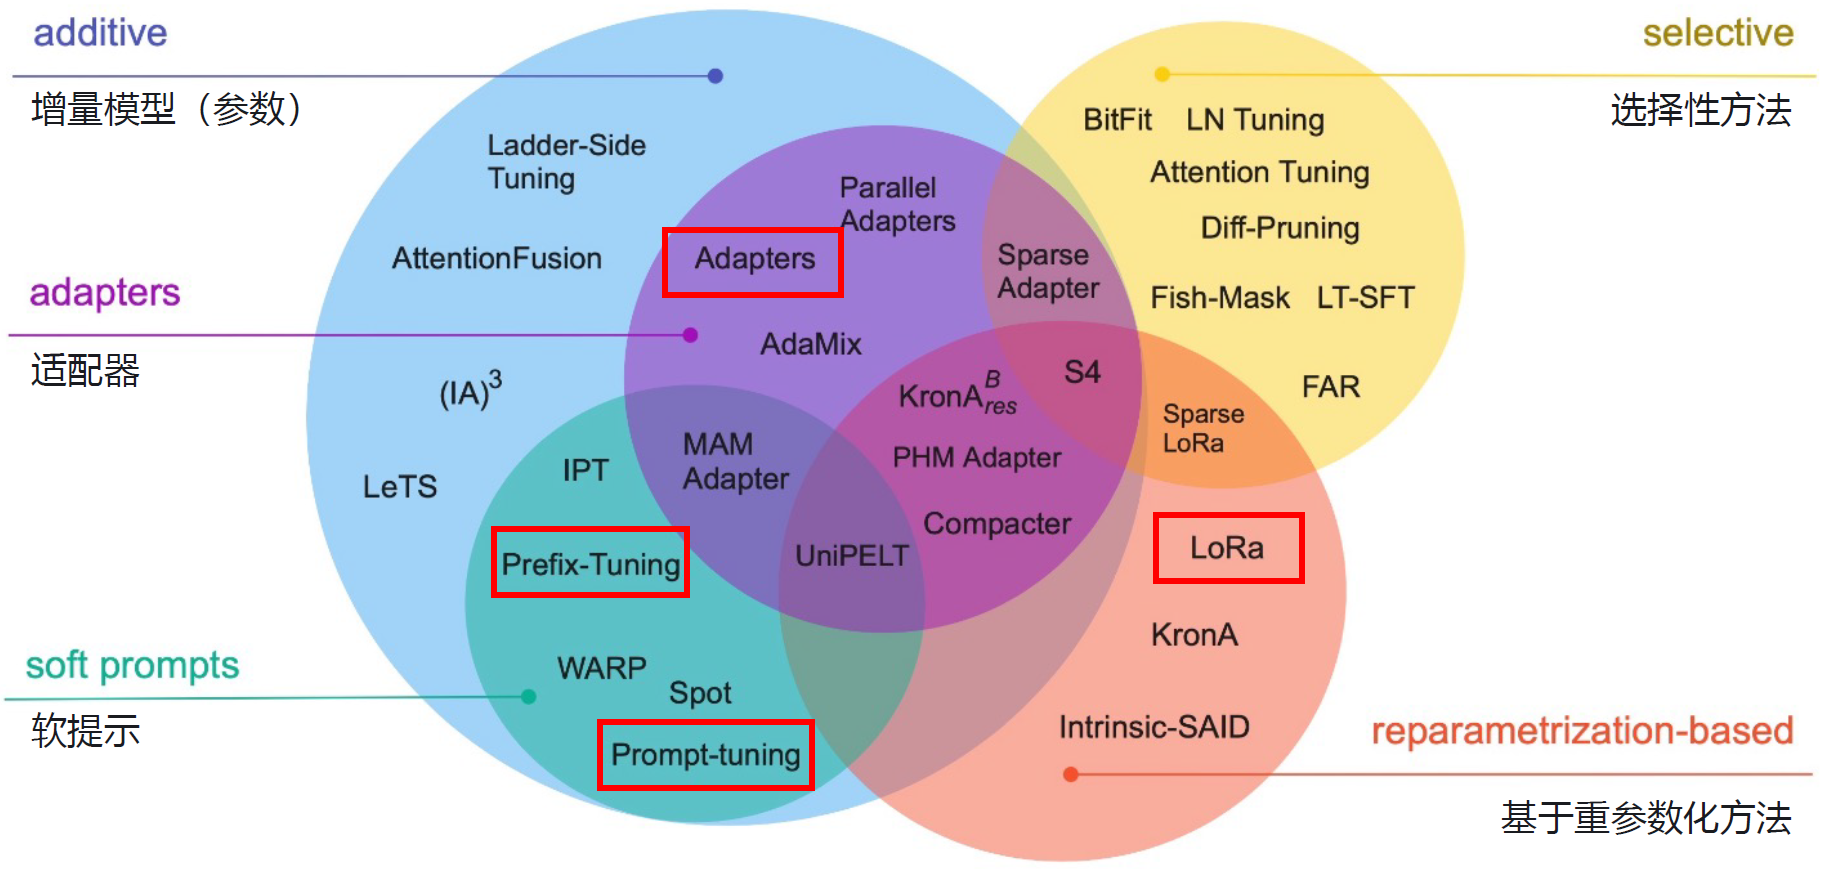 additive
增量模型（参数）
selective
选择性方法
Ladder-Side
Tuning
AttentionFusion
BitFit LN Tuning
Attention Tuning
Diff-Pruning
Fish-Mask LT-SFT
FAR
Parallel
Adapters
Adapters
Sparse
Adapter
adapters
适配器
AdaMix
(IA)³
LeTS
KronA^B_res
S4
Sparse
LoRa
PHM Adapter
Compacter
MAM
Adapter
UniPELT
IPT
Prefix-Tuning
WARP
Spot
Prompt-tuning
soft prompts
软提示
LoRa
KronA
Intrinsic-SAID
reparametrization-based
基于重参数化方法